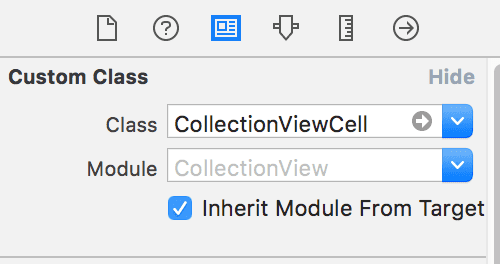 Custom Class Hide
Class CollectionViewCell
Module CollectionView
Inherit Module From Target